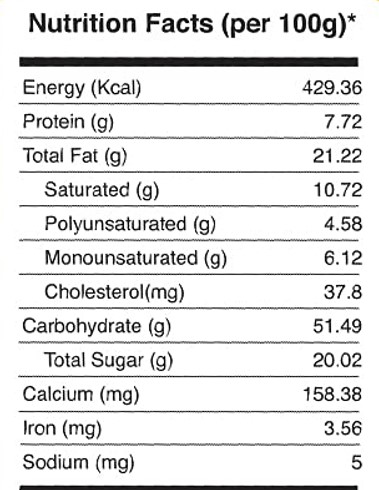 Nutrition Facts (per 100g)*
Energy (Kcal) 429.36
Protein (g) 7.72
Total Fat (g) 21.22
Saturated (g) 10.72
Polyunsaturated (g) 4.58
Monounsaturated (g) 6.12
Cholesterol(mg) 37.8
Carbohydrate (g) 51.49
Total Sugar (g) 20.02
Calcium (mg) 158.38
Iron (mg) 3.56
Sodium (mg) 5